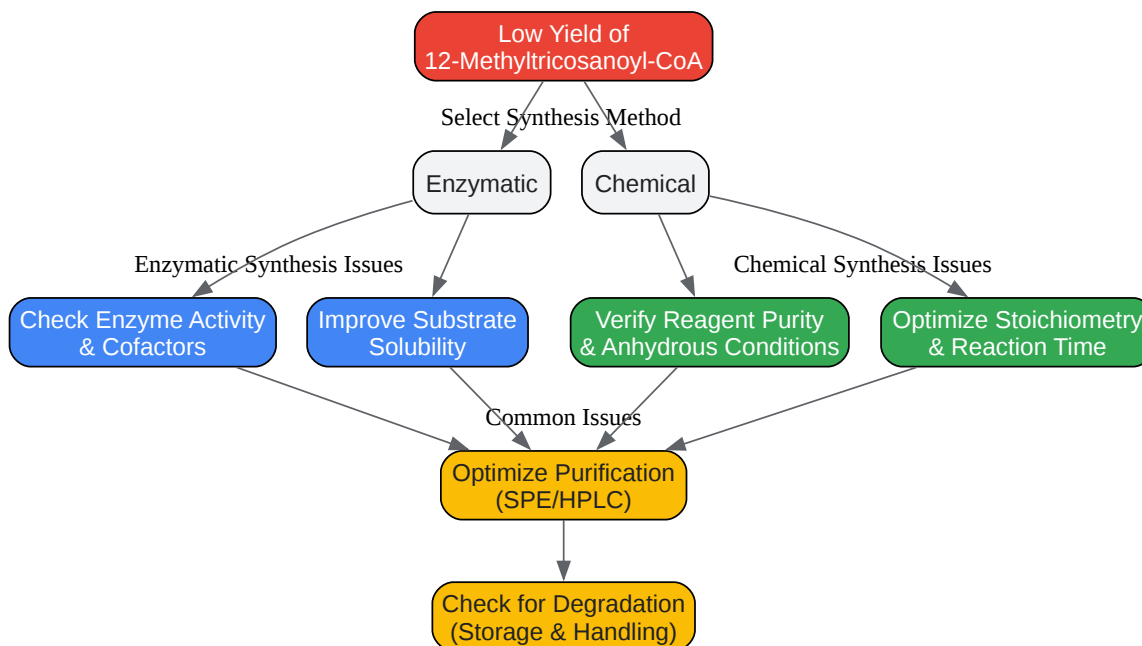 Low Yield of
12-Methyltricosanoyl-CoA
Select Synthesis Method
Enzymatic
Chemical
Enzymatic Synthesis Issues
Chemical Synthesis Issues
Check Enzyme Activity
& Cofactors
Improve Substrate
Solubility
Verify Reagent Purity
& Anhydrous Conditions
Optimize Stoichiometry
& Reaction Time
Common Issues
Optimize Purification
(SPE/HPLC)
Check for Degradation
(Storage & Handling)